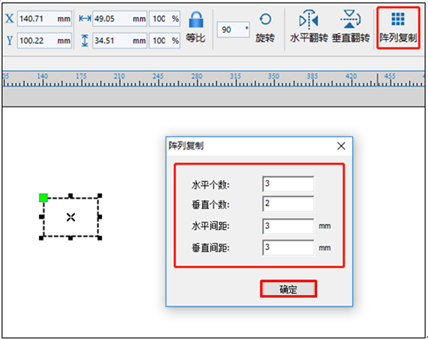 X 140.71 mm 49.05 mm 100 %
Y 100.22 mm 34.51 mm 100 %
等比 90 ° 旋转 水平翻转 垂直翻转 阵列复制
105 140 175 210 245 280 315 350 385 420 455
阵列复制
水平个数: 3
垂直个数: 2
水平间距: 3 mm
垂直间距: 3 mm
确定